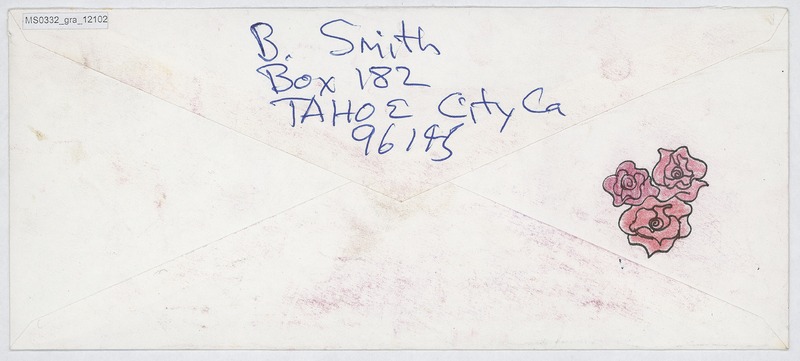 MS0332_gra_12102
B. Smith
Box 182
TAHOE City Ca
96145